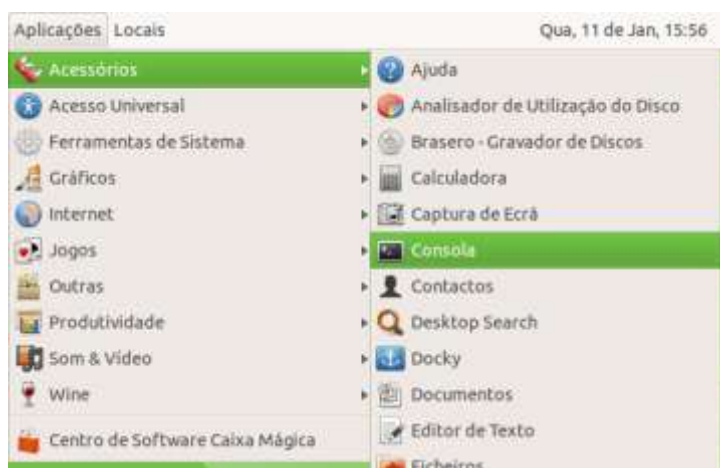 Aplicações Locais Qua, 11 de Jan, 15:56
Acessórios
Acesso Universal
Ferramentas de Sistema
Gráficos
Internet
Jogos
Outras
Produtividade
Som & Vídeo
Wine
Centro de Software Caixa Mágica
Ajuda
Analisador de Utilização do Disco
Brasero - Gravador de Discos
Calculadora
Captura de Ecrã
Consola
Contactos
Desktop Search
Docky
Documentos
Editor de Texto
Ficheiros